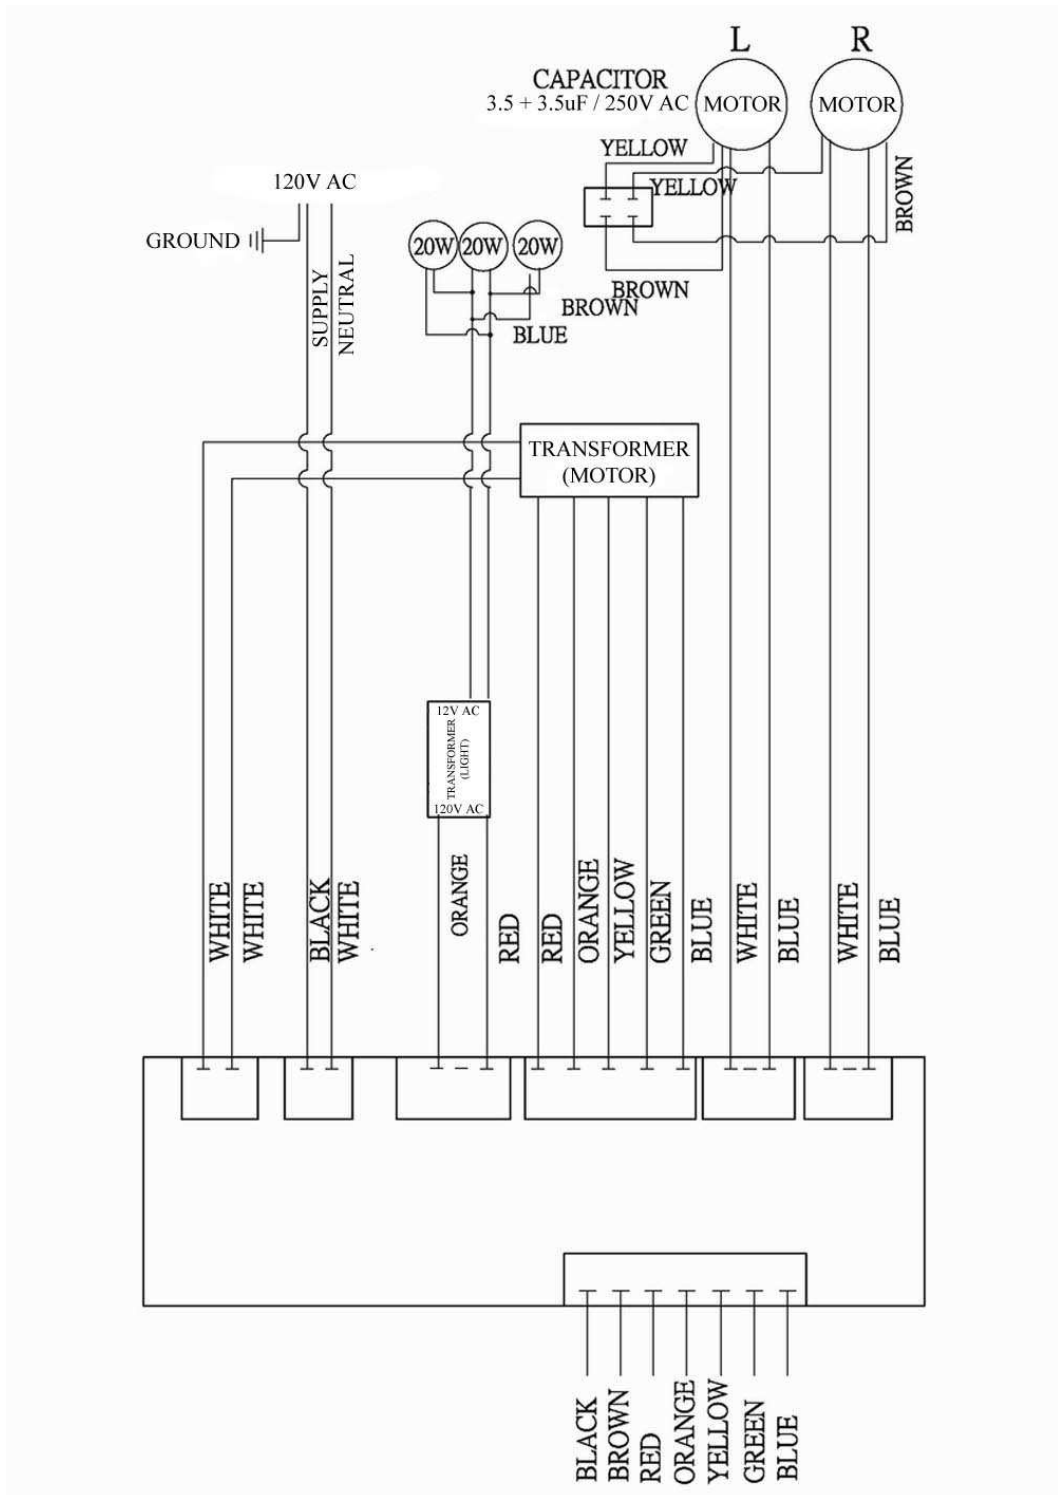 L R
CAPACITOR
3.5 + 3.5uF / 250V AC
MOTOR
MOTOR
YELLOW
YELLOW
BROWN
120V AC
GROUND
SUPPLY
NEUTRAL
20W 20W 20W
BROWN
BROWN
BLUE
TRANSFORMER
(MOTOR)
12V AC
TRANSFORMER
(LIGHT)
120V AC
WHITE
WHITE
BLACK
WHITE
ORANGE
RED
RED
ORANGE
YELLOW
GREEN
BLUE
WHITE
BLUE
WHITE
BLUE
BLACK
BROWN
RED
ORANGE
YELLOW
GREEN
BLUE